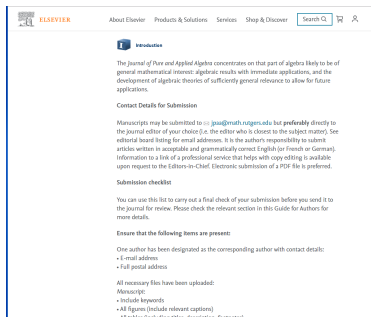 ELSEVIER
About Elsevier Products & Solutions Services Shop & Discover Search
Introduction
The Journal of Pure and Applied Algebra concentrates on that part of algebra likely to be of
general mathematical interest: algebraic results with immediate applications, and the
development of algebraic theories of sufficiently general relevance to allow for future
applications.
Contact Details for Submission
Manuscripts may be submitted to jpaa@math.rutgers.edu but preferably directly to
the journal editor of your choice (i.e. the editor who is closest to the subject matter). See
editorial board listing for email addresses. It is the author's responsibility to submit
articles written in acceptable and grammatically correct English (or French or German).
Information to a link of a professional service that helps with copy editing is available
upon request to the Editors-in-Chief. Electronic submission of a PDF file is preferred.
Submission checklist
You can use this list to carry out a final check of your submission before you send it to
the journal for review. Please check the relevant section in this Guide for Authors for
more details.
Ensure that the following items are present:
One author has been designated as the corresponding author with contact details:
• E-mail address
• Full postal address
All necessary files have been uploaded:
Manuscript:
• Include keywords
• All figures (include relevant captions)